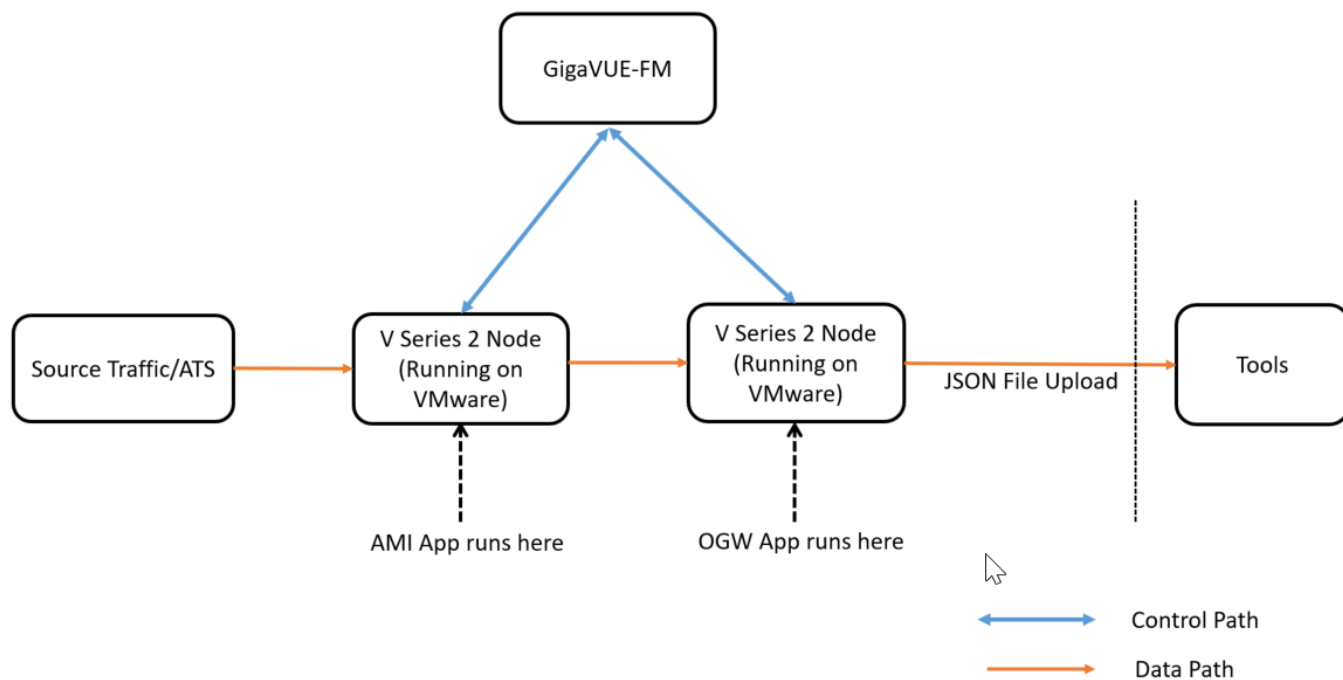 GigaVUE-FM
Source Traffic/ATS
V Series 2 Node
(Running on
VMware)
V Series 2 Node
(Running on
VMware)
JSON File Upload
Tools
AMI App runs here
OGW App runs here
Control Path
Data Path